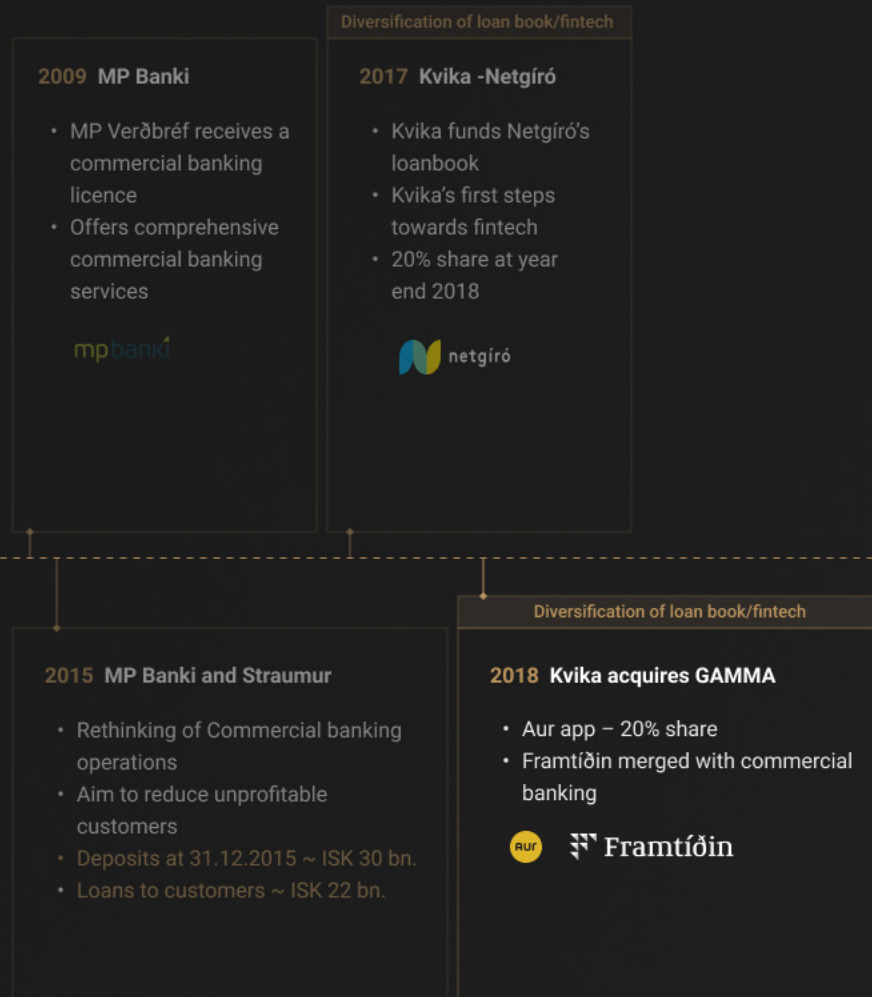 2009 MP Banki
• MP Verðbréf receives a
commercial banking
licence
• Offers comprehensive
commercial banking
services
mpbanki
Diversification of loan book/fintech
2017 Kvika -Netgíró
• Kvika funds Netgíró’s
loanbook
• Kvika’s first steps
towards fintech
• 20% share at year
end 2018
netgíró
2015 MP Banki and Straumur
• Rethinking of Commercial banking
operations
• Aim to reduce unprofitable
customers
• Deposits at 31.12.2015 ~ ISK 30 bn.
• Loans to customers ~ ISK 22 bn.
Diversification of loan book/fintech
2018 Kvika acquires GAMMA
• Aur app – 20% share
• Framtíðin merged with commercial
banking
aur
Framtíðin